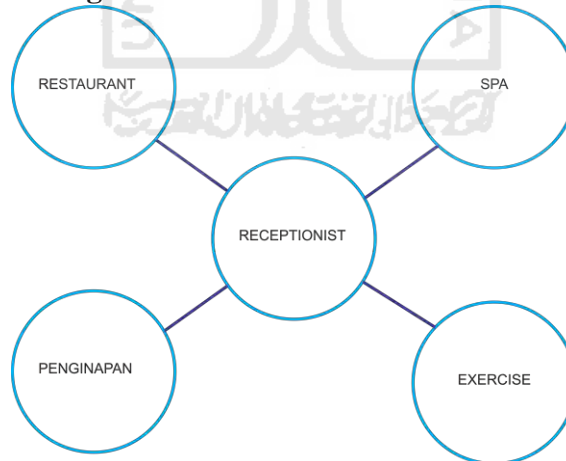 RESTAURANT
SPA
RECEPTIONIST
PENGINAPAN
EXERCISE